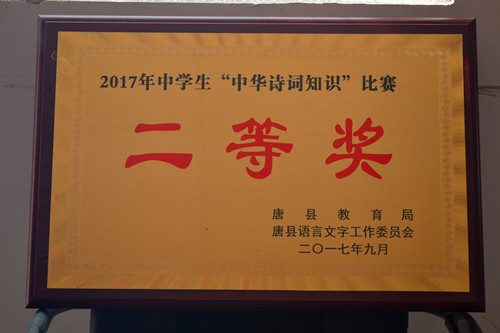 2017年中学生“中华诗词知识”比赛
二等奖
唐县教育局
唐县语言文字工作委员会
二〇一七年九月